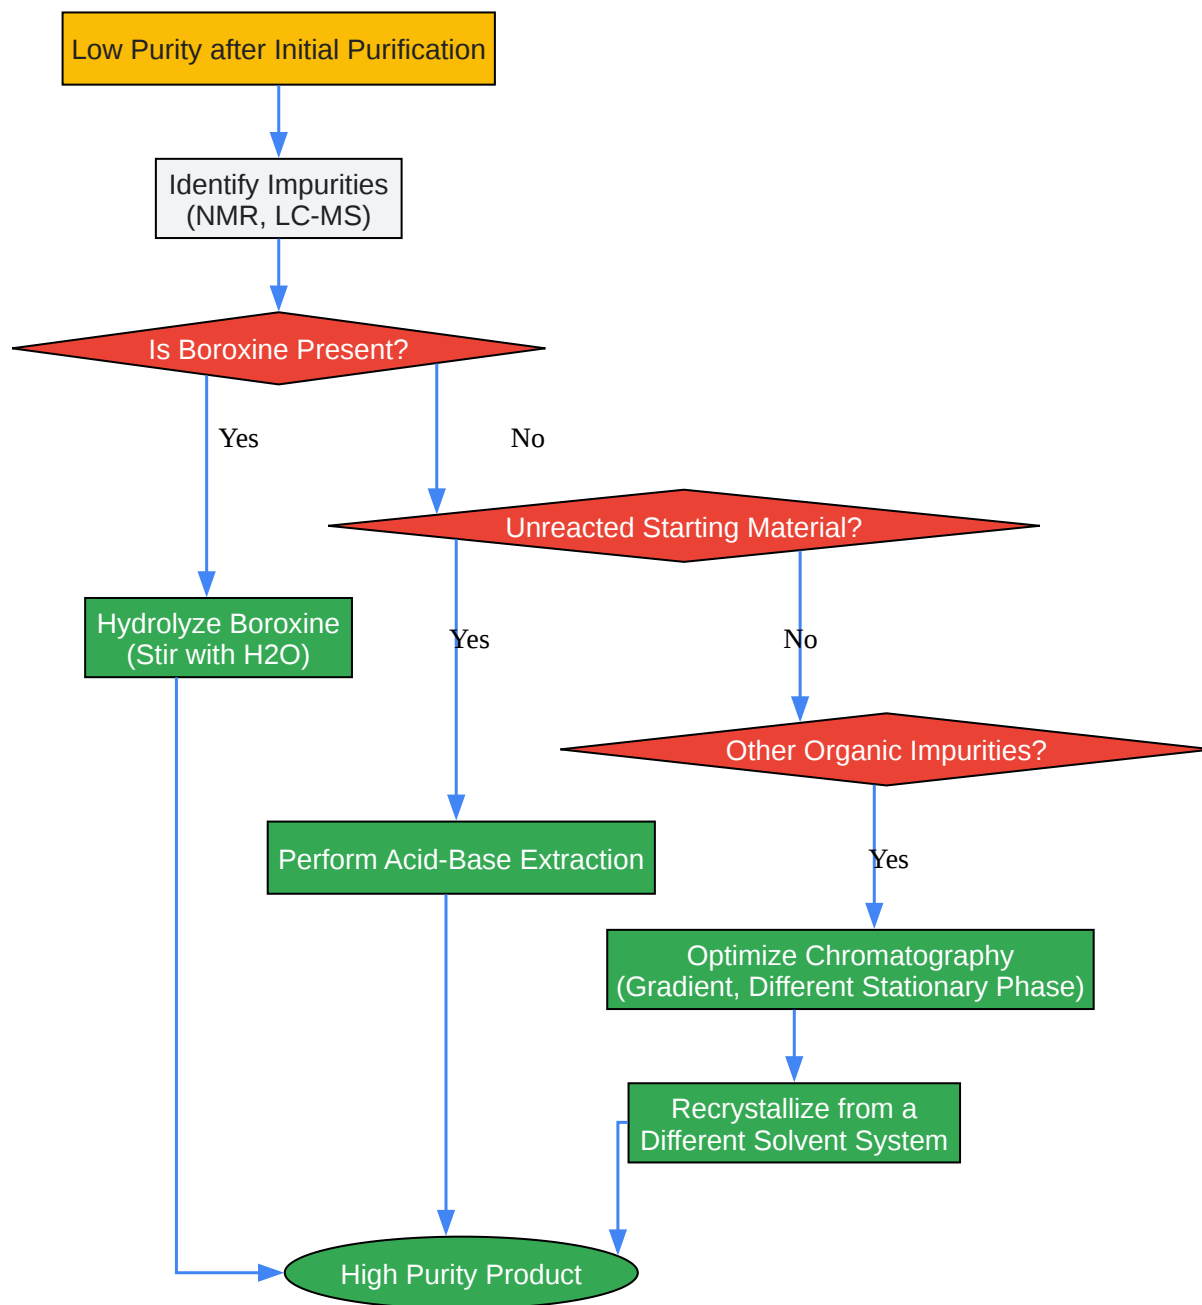 Low Purity after Initial Purification
Identify Impurities
(NMR, LC-MS)
Is Boroxine Present?
Yes
No
Unreacted Starting Material?
Hydrolyze Boroxine
(Stir with H2O)
Yes
No
Other Organic Impurities?
Perform Acid-Base Extraction
Yes
Optimize Chromatography
(Gradient, Different Stationary Phase)
Recrystallize from a
Different Solvent System
High Purity Product